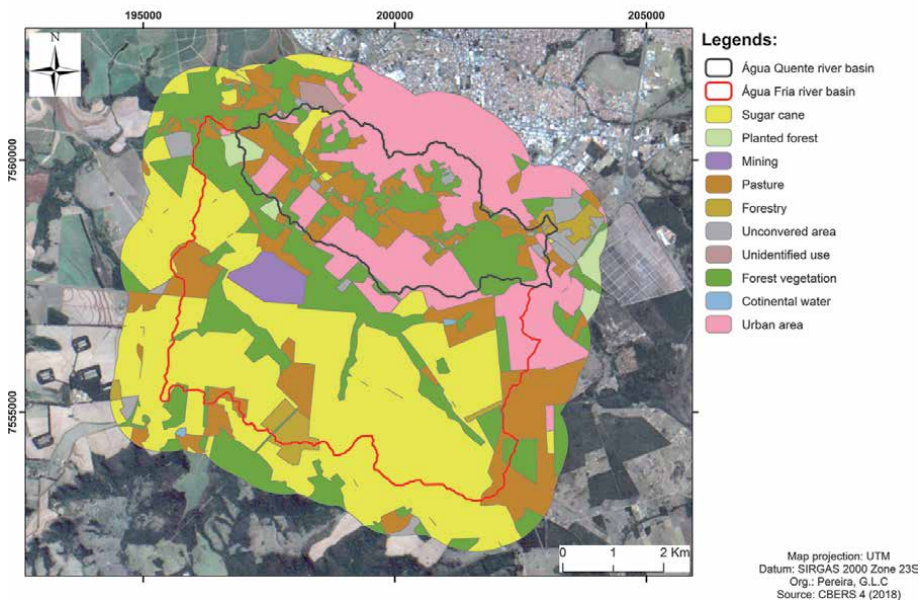 195000 200000 205000
N
7560000
7555000
Legends:
Água Quente river basin
Água Fria river basin
Sugar cane
Planted forest
Mining
Pasture
Forestry
Unconvered area
Unidentified use
Forest vegetation
Cotinental water
Urban area
0 1 2 Km
Map projection: UTM
Datum: SIRGAS 2000 Zone 23S
Org.: Pereira, G.L.C
Source: CBERS 4 (2018)